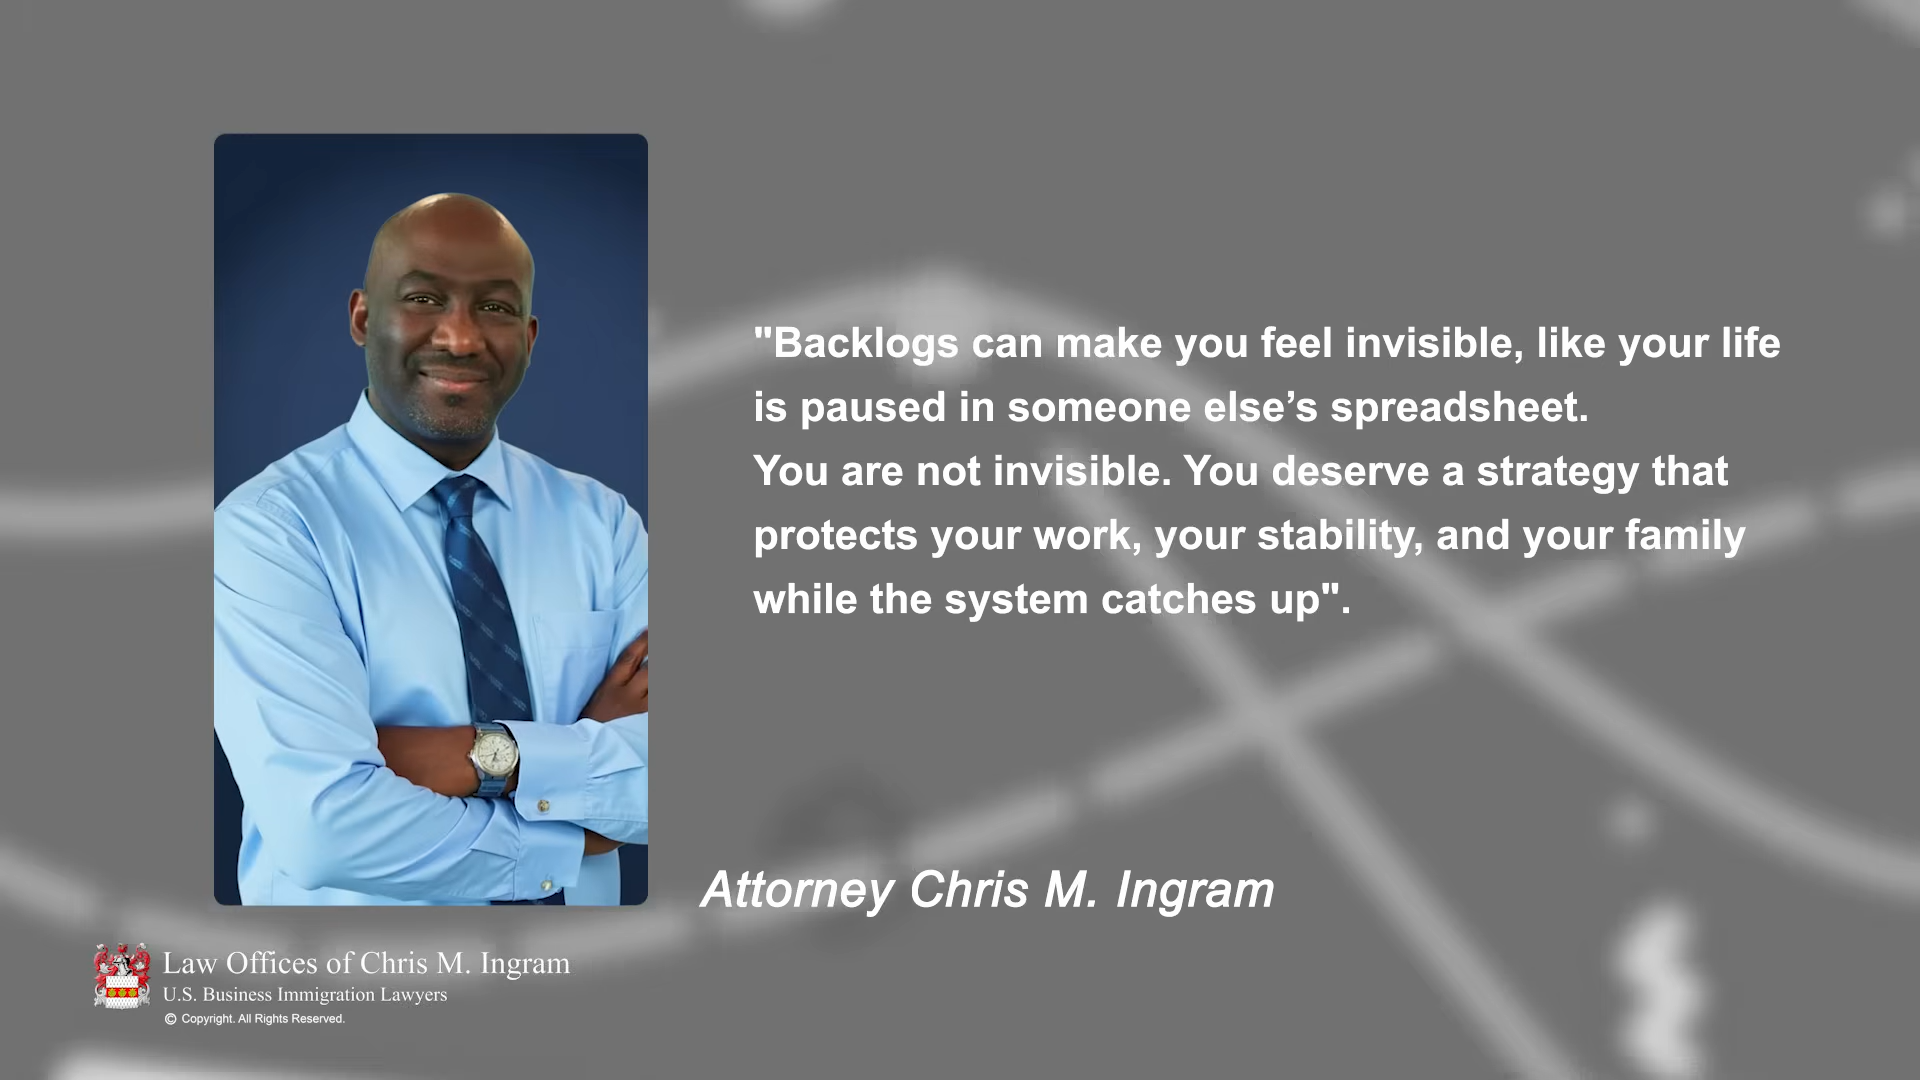 "Backlogs can make you feel invisible, like your life
is paused in someone else’s spreadsheet.
You are not invisible. You deserve a strategy that
protects your work, your stability, and your family
while the system catches up".
Attorney Chris M. Ingram
Law Offices of Chris M. Ingram
U.S. Business Immigration Lawyers
© Copyright. All Rights Reserved.